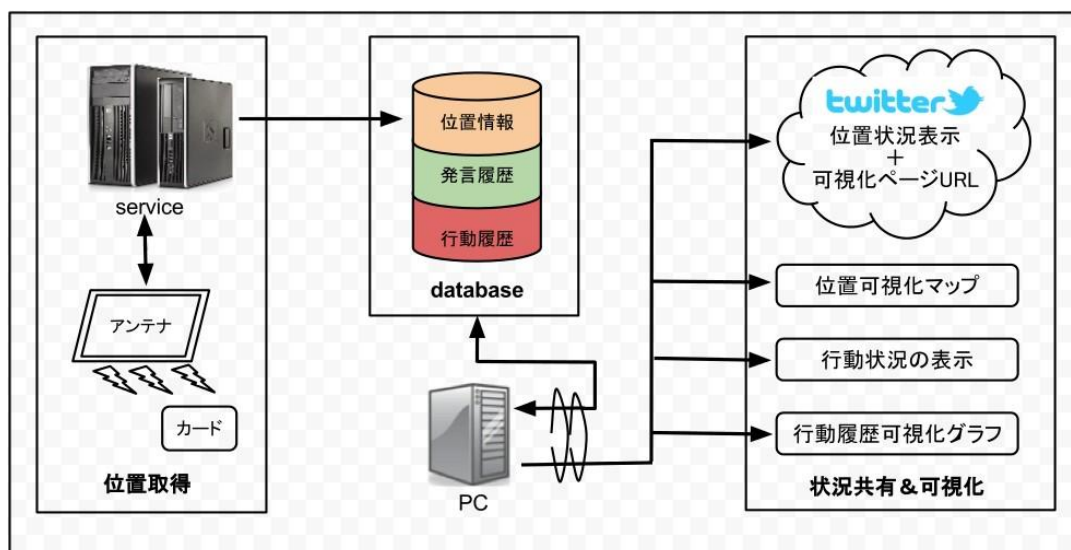 service
アンテナ
カード
位置取得
位置情報
発言履歴
行動履歴
database
PC
twitter
位置状況表示
+
可視化ページURL
位置可視化マップ
行動状況の表示
行動履歴可視化グラフ
状況共有&可視化